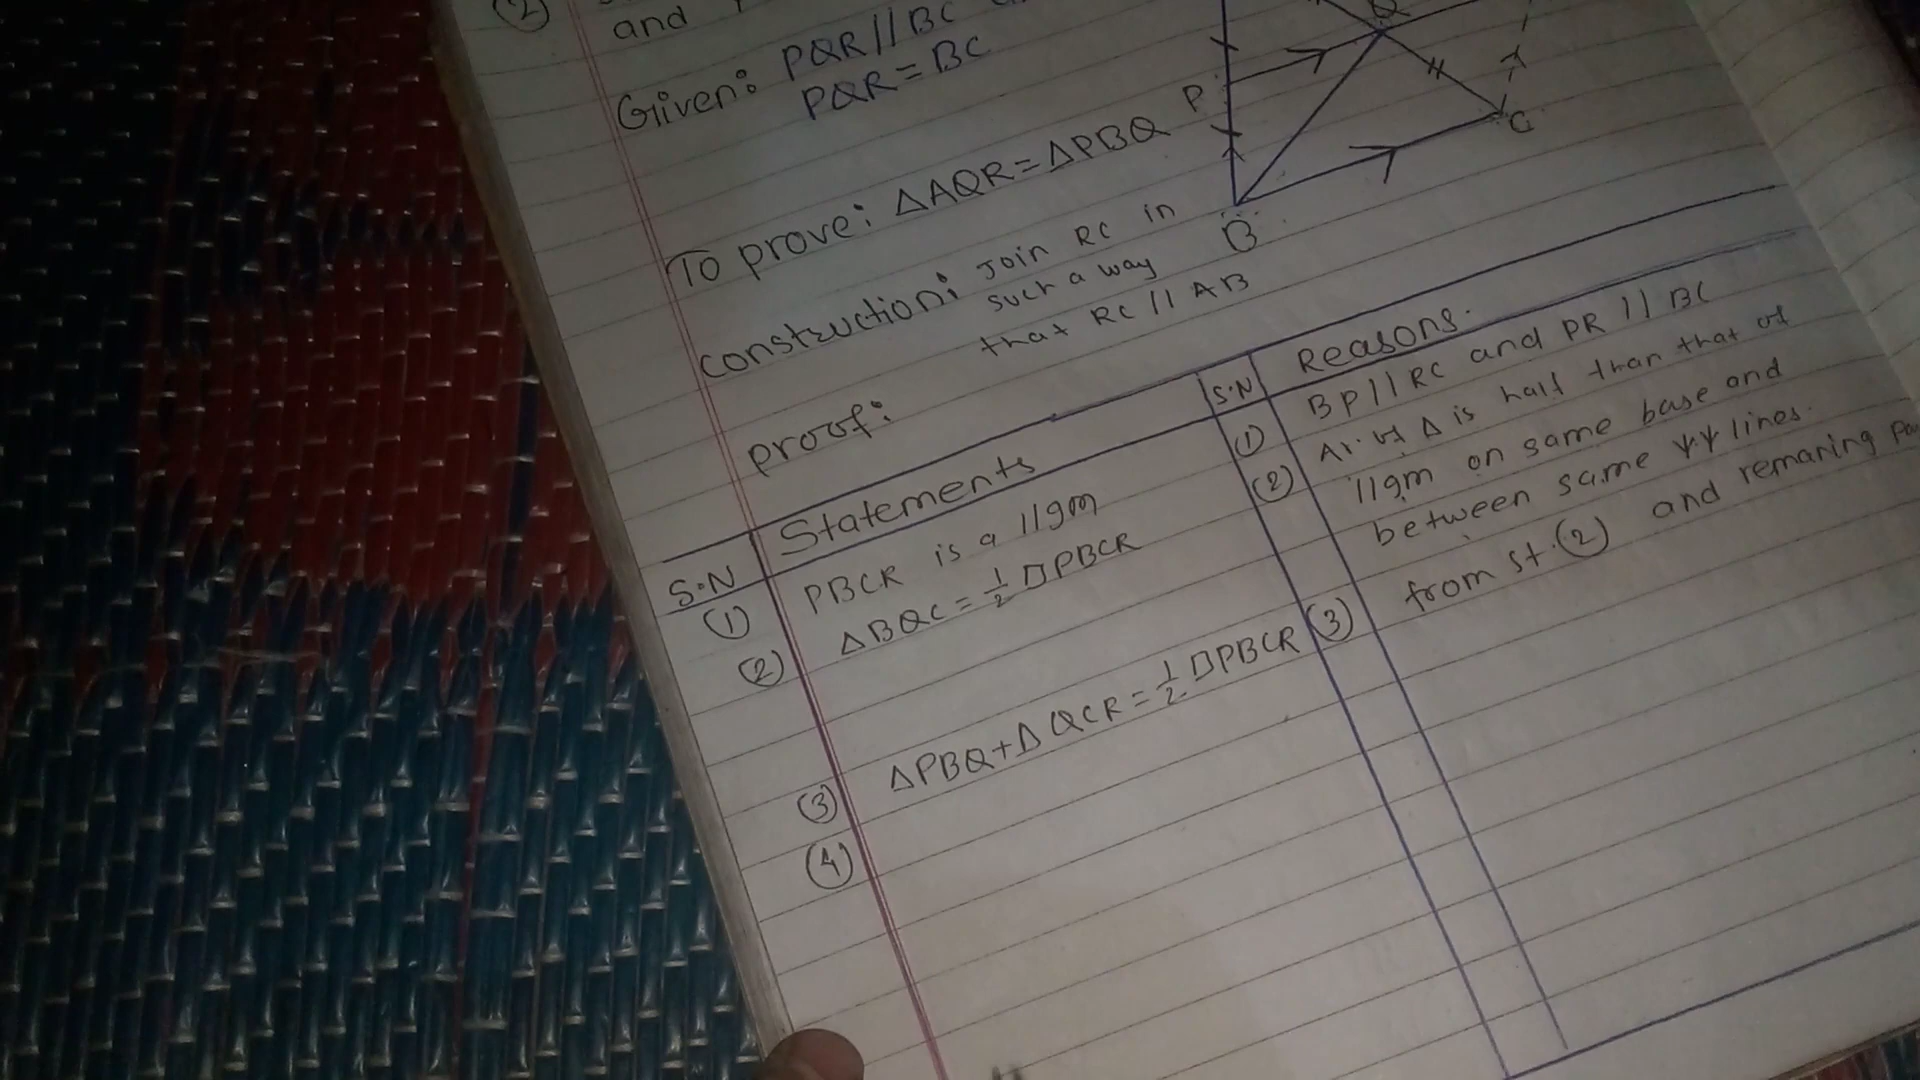 (2)
and
Given: PQR // BC
PQR = BC
To prove: ΔAQR = ΔPBQ
construction: Join RC in
such a way
that RC // AB
P
Q
C
B
proof:
S.N Statements S.N Reasons.
(1) PBCR is a //gm (1) BP // RC and PR // BC
(2) ΔBQC = 1/2 ▱PBCR (2) Ar. of Δ is half than that of
//gm on same base and
between same lines.
(3) ΔPBQ + ΔQCR = 1/2 ▱PBCR (3) from st. (2) and remaring
(4)